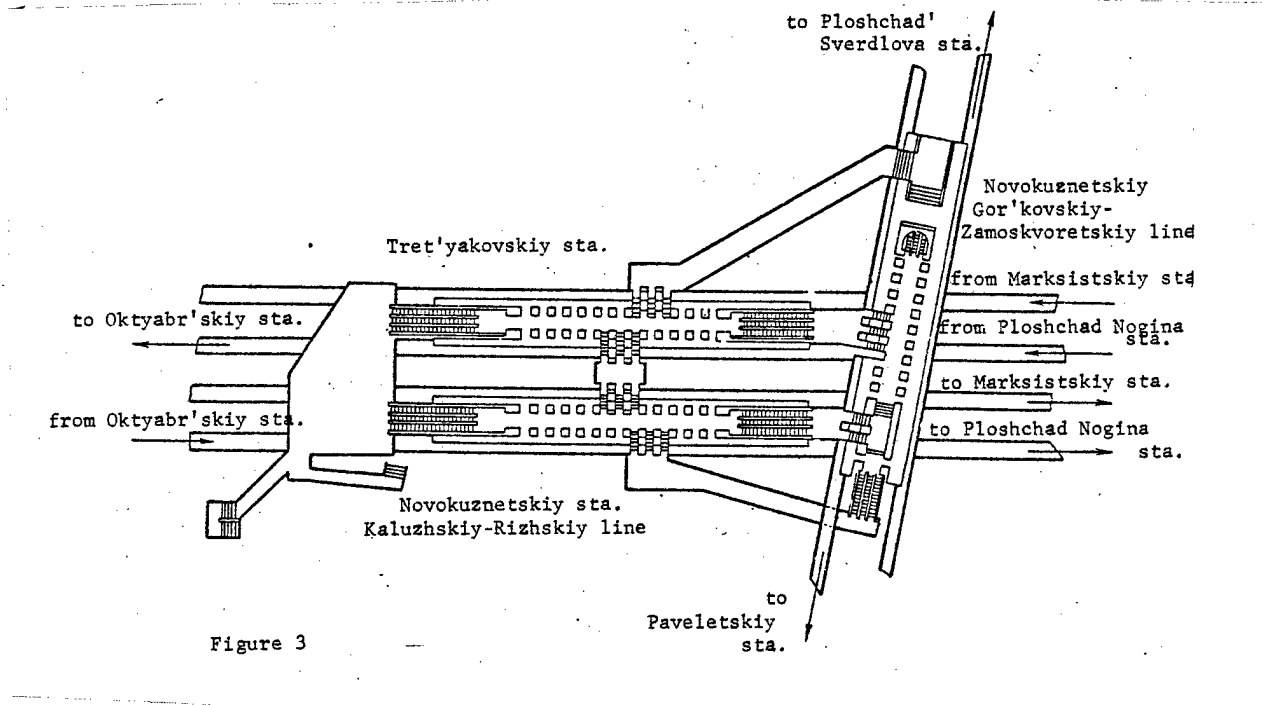 to Ploshchad'
Sverdlova sta.
Novokuznetskiy
Gor'kovskiy-
Zamoskvoretskiy line
Tret'yakovskiy sta.
from Marksistskiy sta
to Oktyabr'skiy sta.
from Ploshchad Nogina
sta.
to Marksistskiy sta.
from Oktyabr'skiy sta.
to Ploshchad Nogina
sta.
Novokuznetskiy sta.
Kaluzhskiy-Rizhskiy line
to
Paveletskiy
sta.
Figure 3